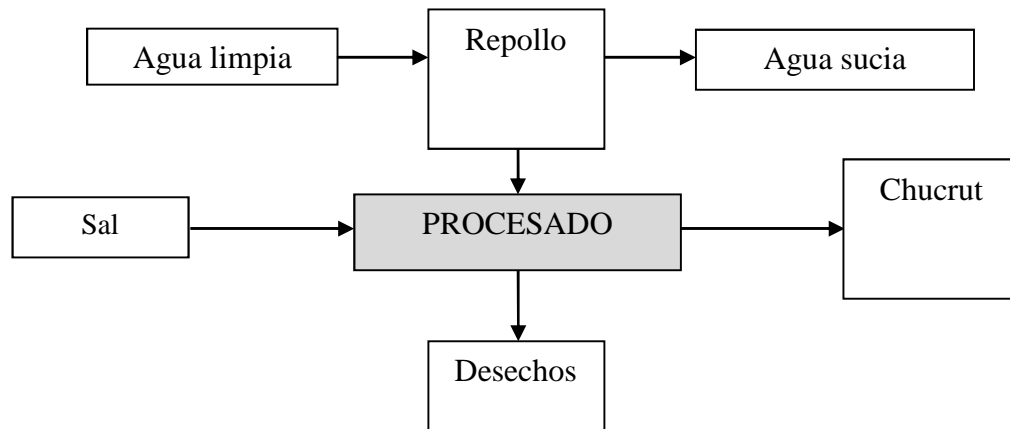 Repollo
Agua limpia
Agua sucia
Chucrut
Sal
PROCESADO
Desechos